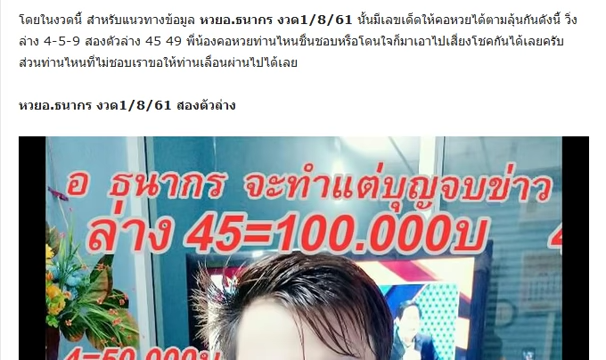 โดยในงวดนี้ สำหรับแนวทางข้อมูล หวยอ.ธนากร งวด1/8/61 นั้นมีเลขเด็ดให้คอหวยได้ตามลุ้นกันดังนี้ วิ่ง
ล่าง 4-5-9 สองตัวล่าง 45 49 พี่น้องคอหวยท่านไหนชื่นชอบหรือโดนใจก็มาเอาไปเสี่ยงโชคกันได้เลยครับ
ส่วนท่านไหนที่ไม่ชอบเราขอให้ท่านเลื่อนผ่านไปได้เลย
หวยอ.ธนากร งวด1/8/61 สองตัวล่าง
อ ธนากร จะทำแต่บุญจบข่าว
ล่าง 45=100.000บ
4=50.000บ